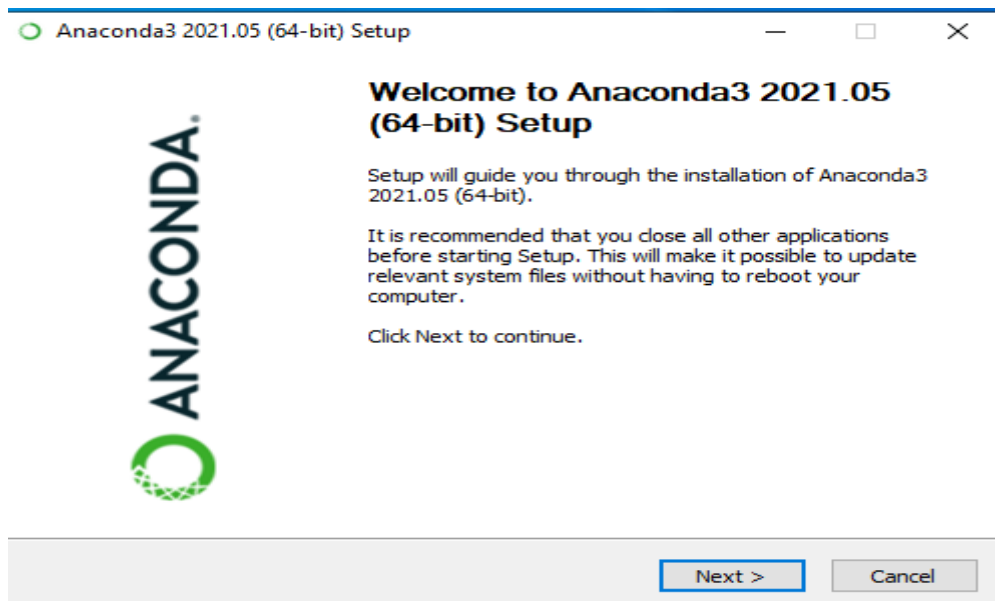 Anaconda3 2021.05 (64-bit) Setup
Welcome to Anaconda3 2021.05
(64-bit) Setup
Setup will guide you through the installation of Anaconda3
2021.05 (64-bit).
It is recommended that you close all other applications
before starting Setup. This will make it possible to update
relevant system files without having to reboot your
computer.
Click Next to continue.
ANACONDA.
Next >
Cancel